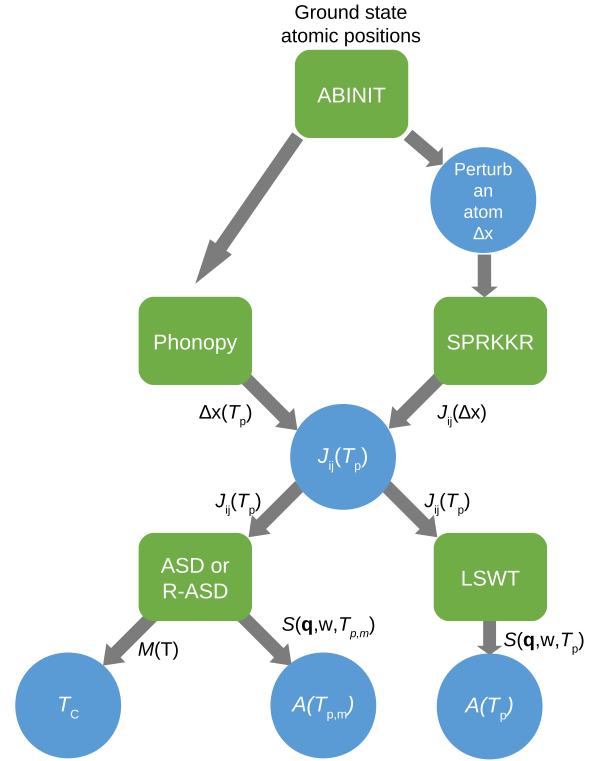 Ground state
atomic positions
ABINIT
Perturb
an
atom
Δx
Phonopy
SPRKKR
Δx(Tp)
Jij(Δx)
Jij(Tp)
Jij(Tp)
Jij(Tp)
ASD or
R-ASD
LSWT
M(T)
S(q,w,Tp,m)
S(q,w,Tp)
TC
A(Tp,m)
A(Tp)